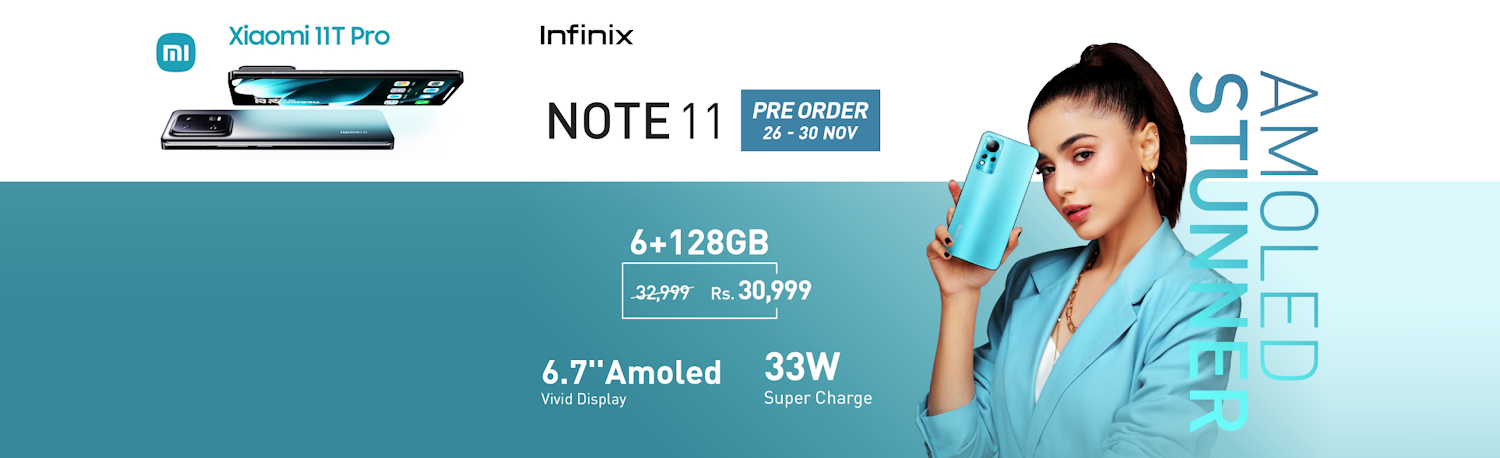 mi
Xiaomi 11T Pro
Infinix
NOTE 11
PRE ORDER
26 - 30 NOV
6+128GB
32,999 Rs. 30,999
6.7"Amoled
Vivid Display
33W
Super Charge
AMOLED
STUNNER